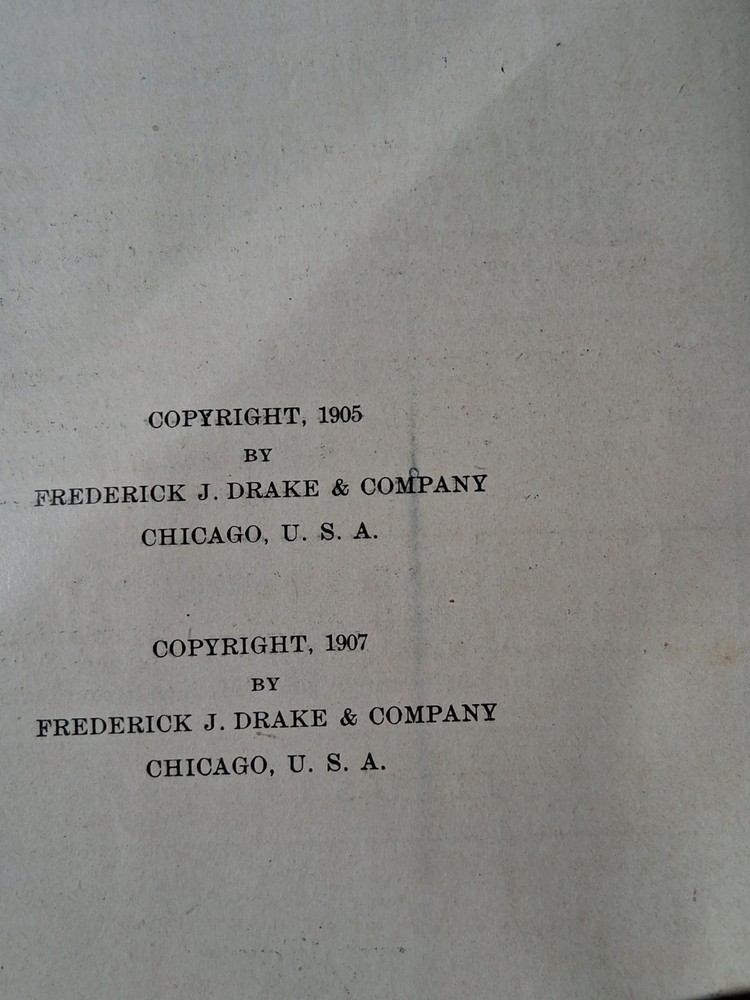 COPYRIGHT, 1905
BY
FREDERICK J. DRAKE & COMPANY
CHICAGO, U. S. A.
COPYRIGHT, 1907
BY
FREDERICK J. DRAKE & COMPANY
CHICAGO, U. S. A.